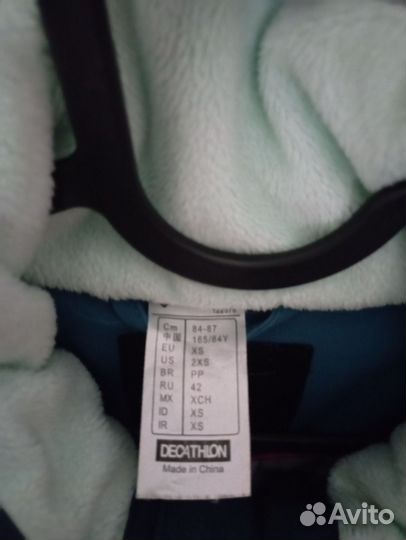 Cm 84-87
中国 165/84Y
EU XS
US 2XS
BR PP
RU 42
MX XCH
ID XS
IR XS
DECATHLON
Made in China
Avito